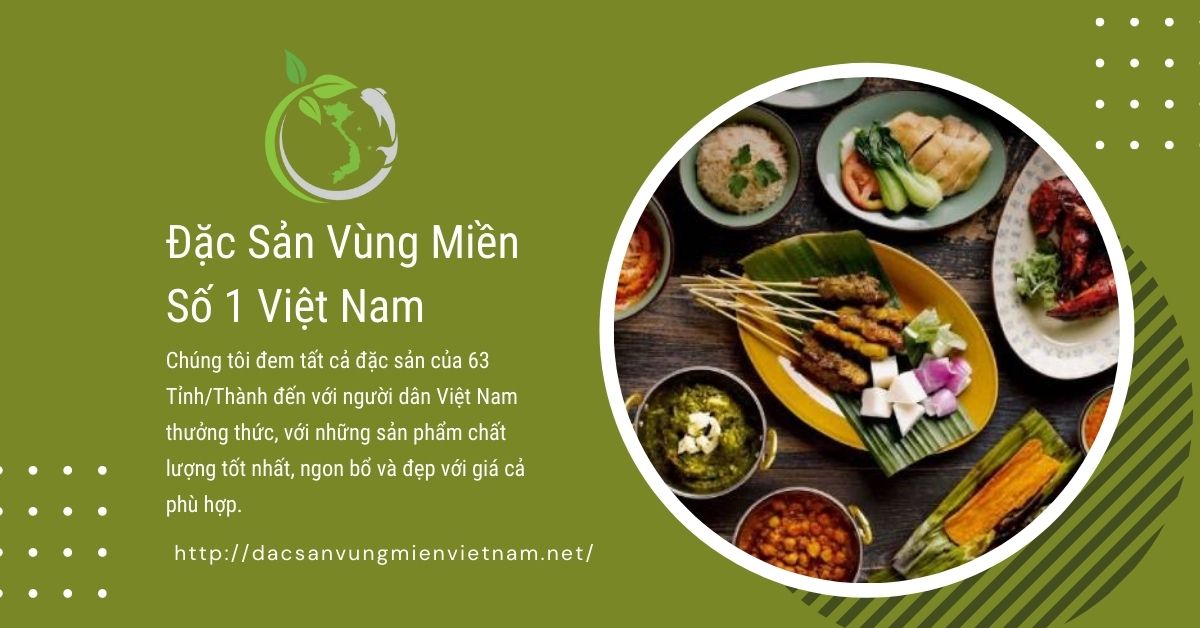 Đặc Sản Vùng Miền
Số 1 Việt Nam
Chúng tôi đem tất cả đặc sản của 63
Tỉnh/Thành đến với người dân Việt Nam
thưởng thức, với những sản phẩm chất
lượng tốt nhất, ngon bổ và đẹp với giá cả
phù hợp.
http://dacsanvungmienvietnam.net/